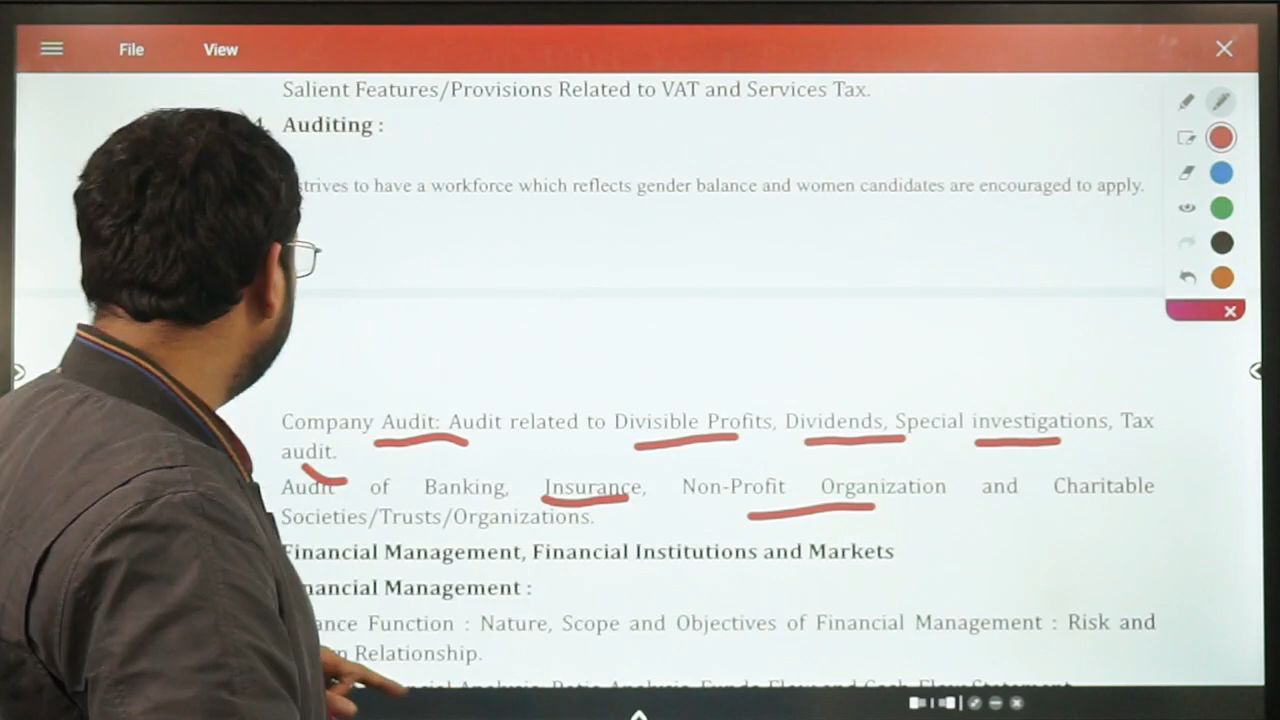 File View
Salient Features/Provisions Related to VAT and Services Tax.
4. Auditing :
strives to have a workforce which reflects gender balance and women candidates are encouraged to apply.
Company Audit: Audit related to Divisible Profits, Dividends, Special investigations, Tax
audit.
Audit of Banking, Insurance, Non-Profit Organization and Charitable
Societies/Trusts/Organizations.
Financial Management, Financial Institutions and Markets
Financial Management :
Finance Function : Nature, Scope and Objectives of Financial Management : Risk and
Relationship.